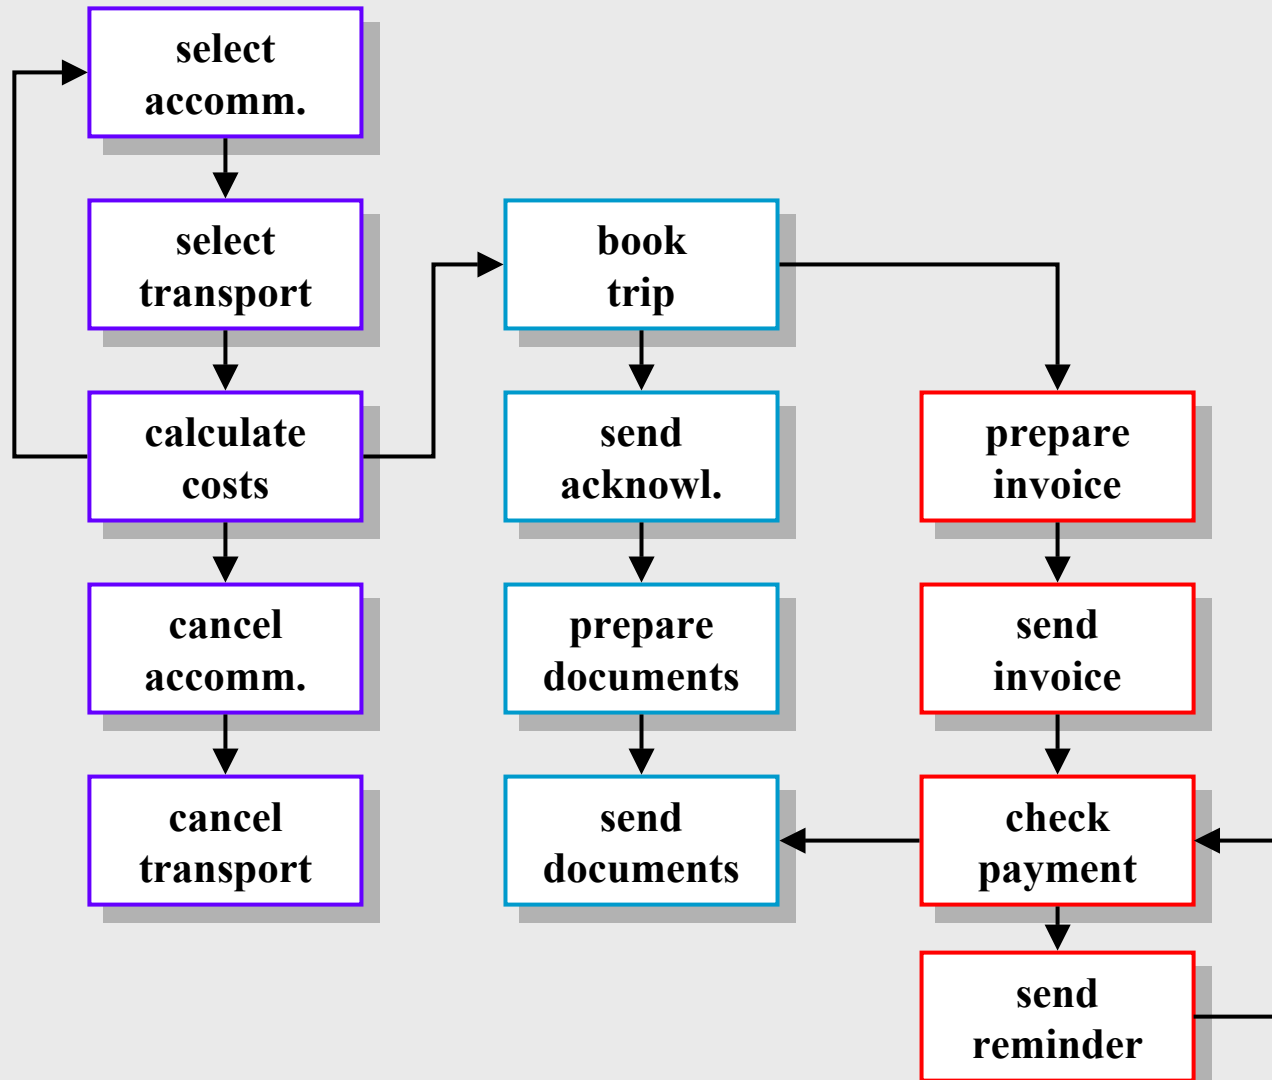 select
accomm.
select
transport
calculate
costs
cancel
accomm.
cancel
transport
book
trip
send
acknowl.
prepare
documents
send
documents
prepare
invoice
send
invoice
check
payment
send
reminder